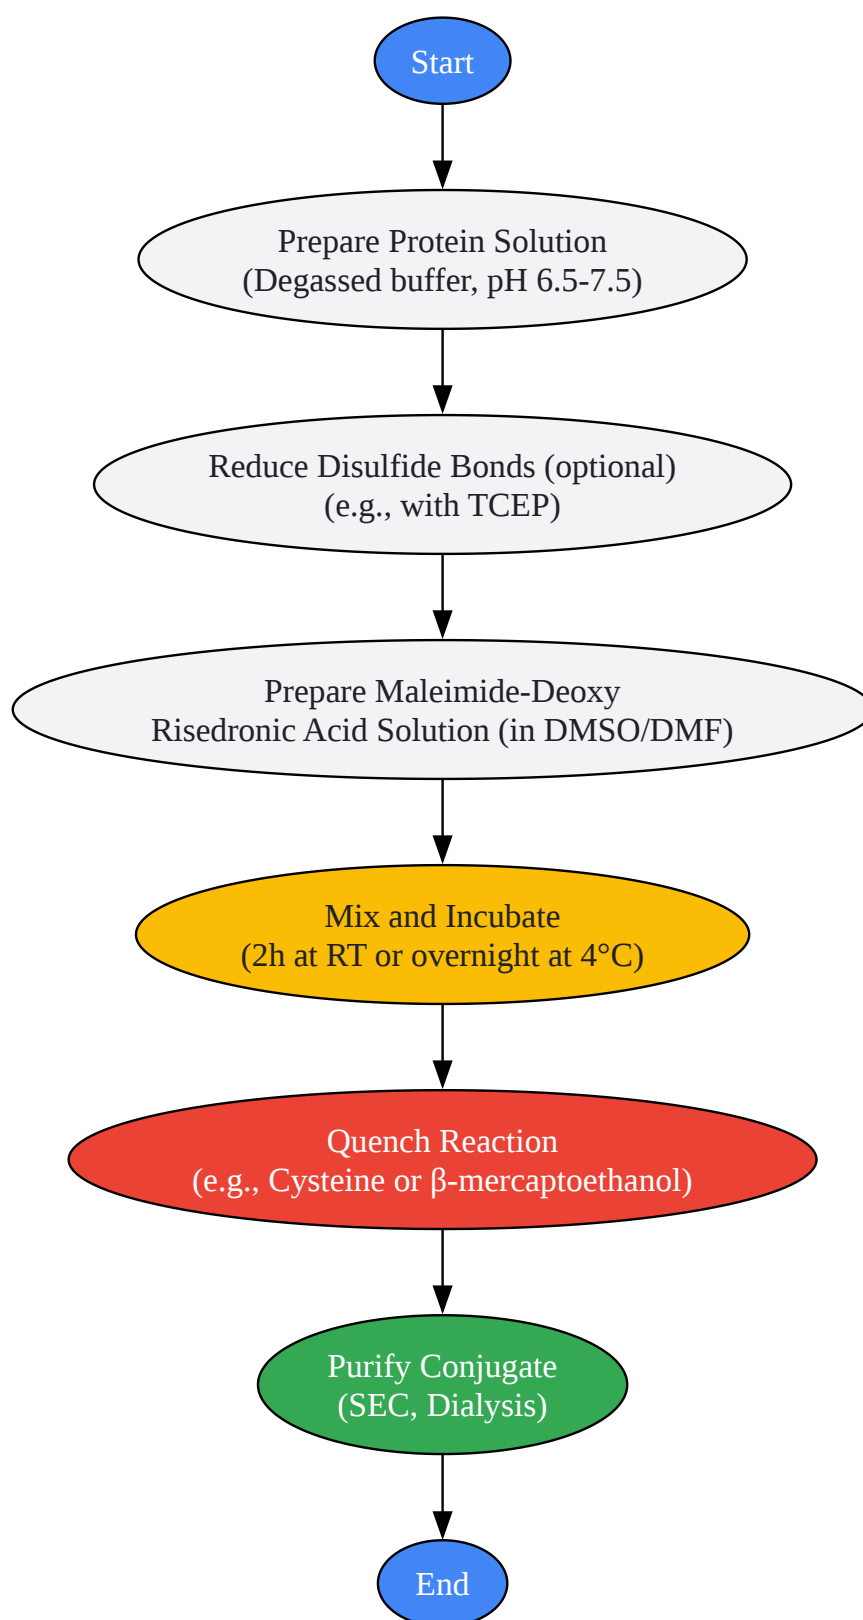 Start
Prepare Protein Solution
(Degassed buffer, pH 6.5-7.5)
Reduce Disulfide Bonds (optional)
(e.g., with TCEP)
Prepare Maleimide-Deoxy
Risedronic Acid Solution (in DMSO/DMF)
Mix and Incubate
(2h at RT or overnight at 4°C)
Quench Reaction
(e.g., Cysteine or β-mercaptoethanol)
Purify Conjugate
(SEC, Dialysis)
End